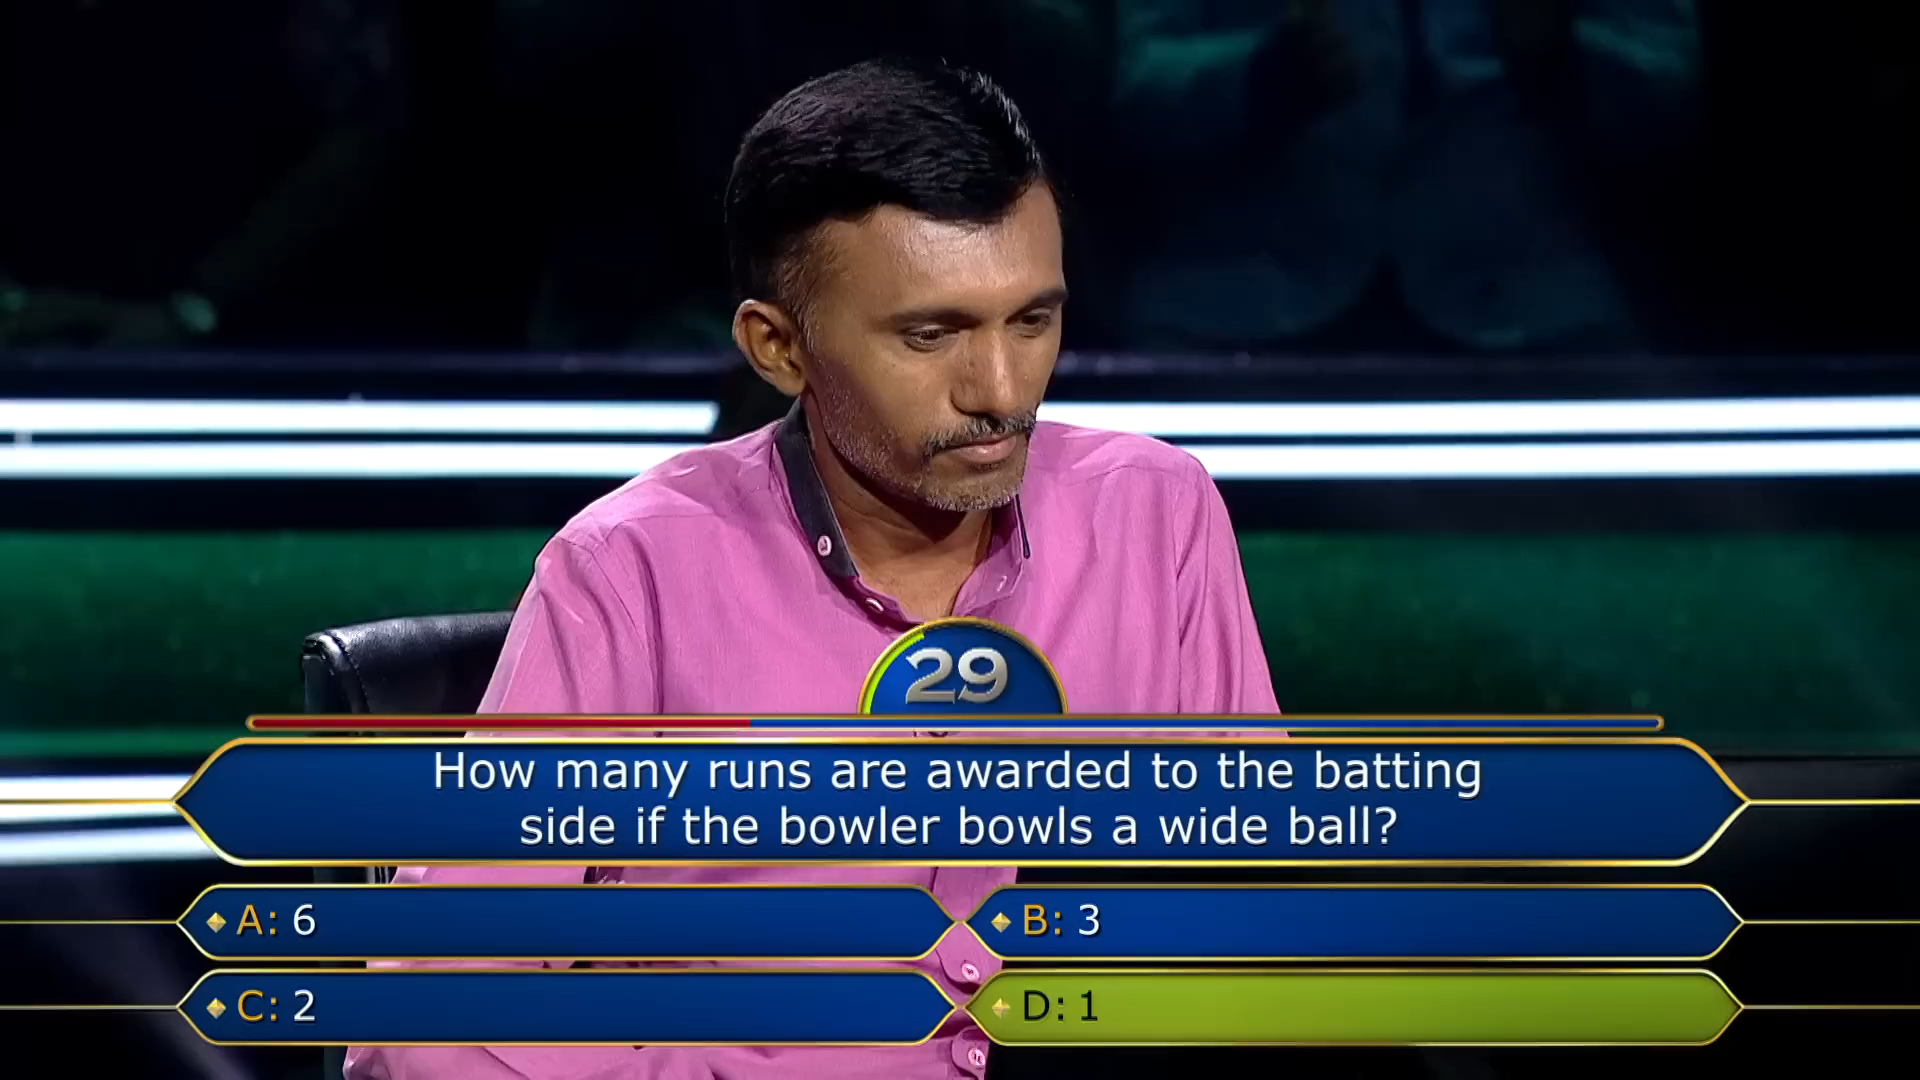 29
How many runs are awarded to the batting
side if the bowler bowls a wide ball?
A: 6
B: 3
C: 2
D: 1